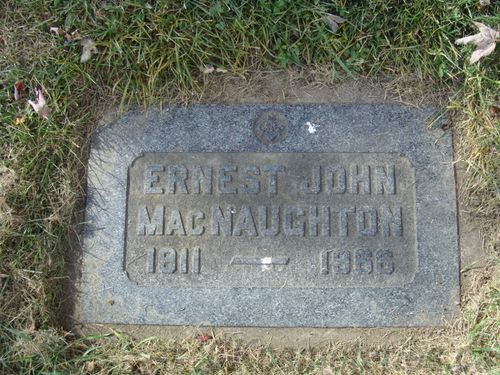 ERNEST JOHN
MACNAUGHTON
1911 — 1966